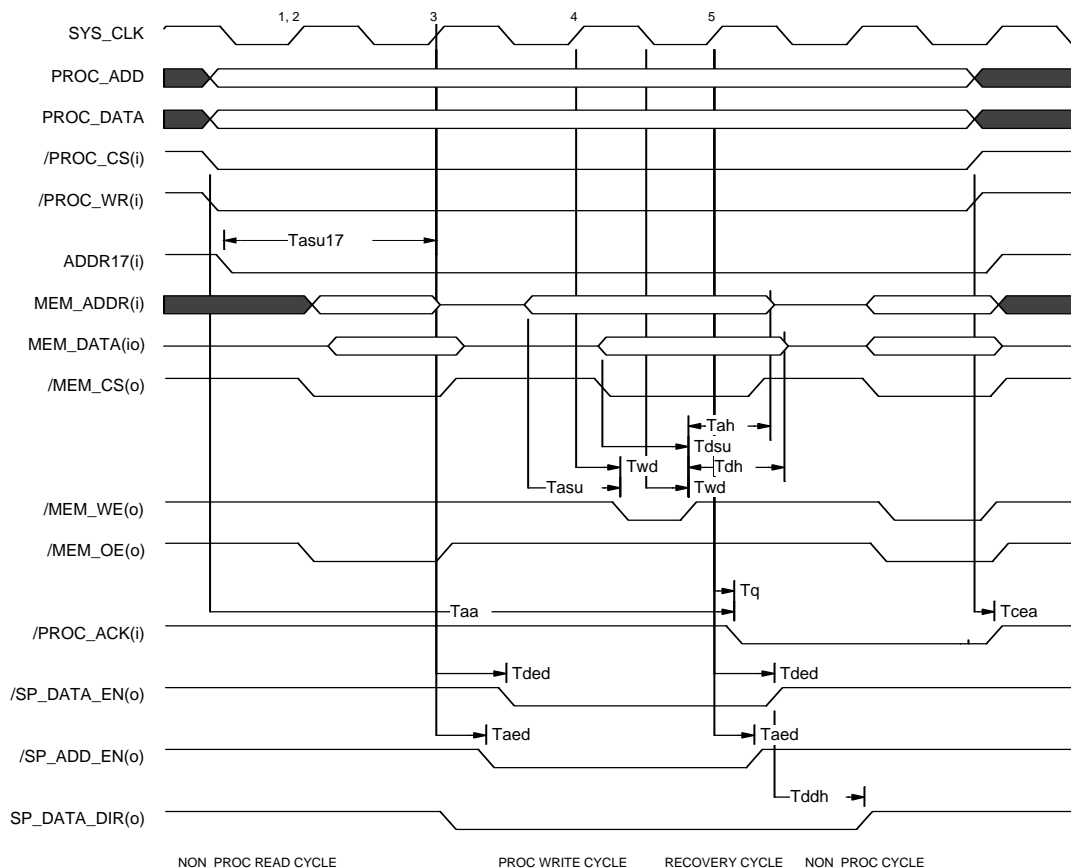 1, 2 3 4 5
SYS_CLK
PROC_ADD
PROC_DATA
/PROC_CS(i)
/PROC_WR(i)
Tasu17
ADDR17(i)
MEM_ADDR(i)
MEM_DATA(io)
/MEM_CS(o)
Tah
Tdsu
Twd Tdh
Tasu Twd
/MEM_WE(o)
/MEM_OE(o)
Tq
Taa Tcea
/PROC_ACK(i)
Tded Tded
/SP_DATA_EN(o)
Taed Taed
/SP_ADD_EN(o)
Tddh
SP_DATA_DIR(o)
NON PROC READ CYCLE PROC WRITE CYCLE RECOVERY CYCLE NON PROC CYCLE